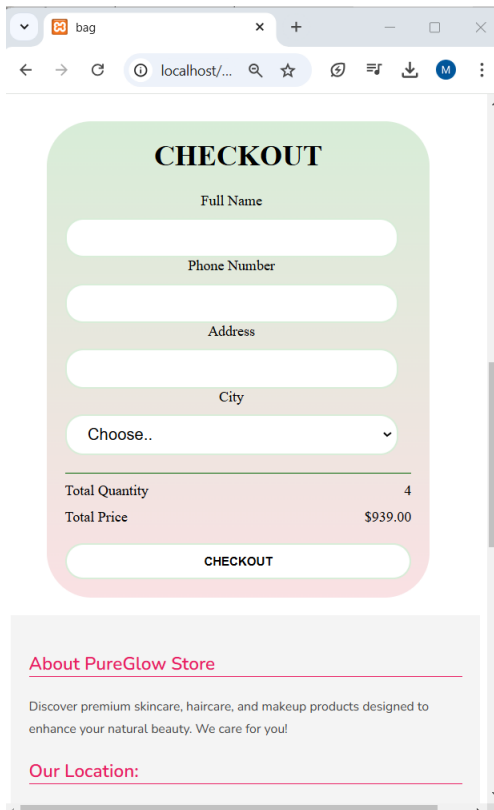 bag
localhost/...
M
CHECKOUT
Full Name
Phone Number
Address
City
Choose..
Total Quantity 4
Total Price $939.00
CHECKOUT
About PureGlow Store
Discover premium skincare, haircare, and makeup products designed to
enhance your natural beauty. We care for you!
Our Location: